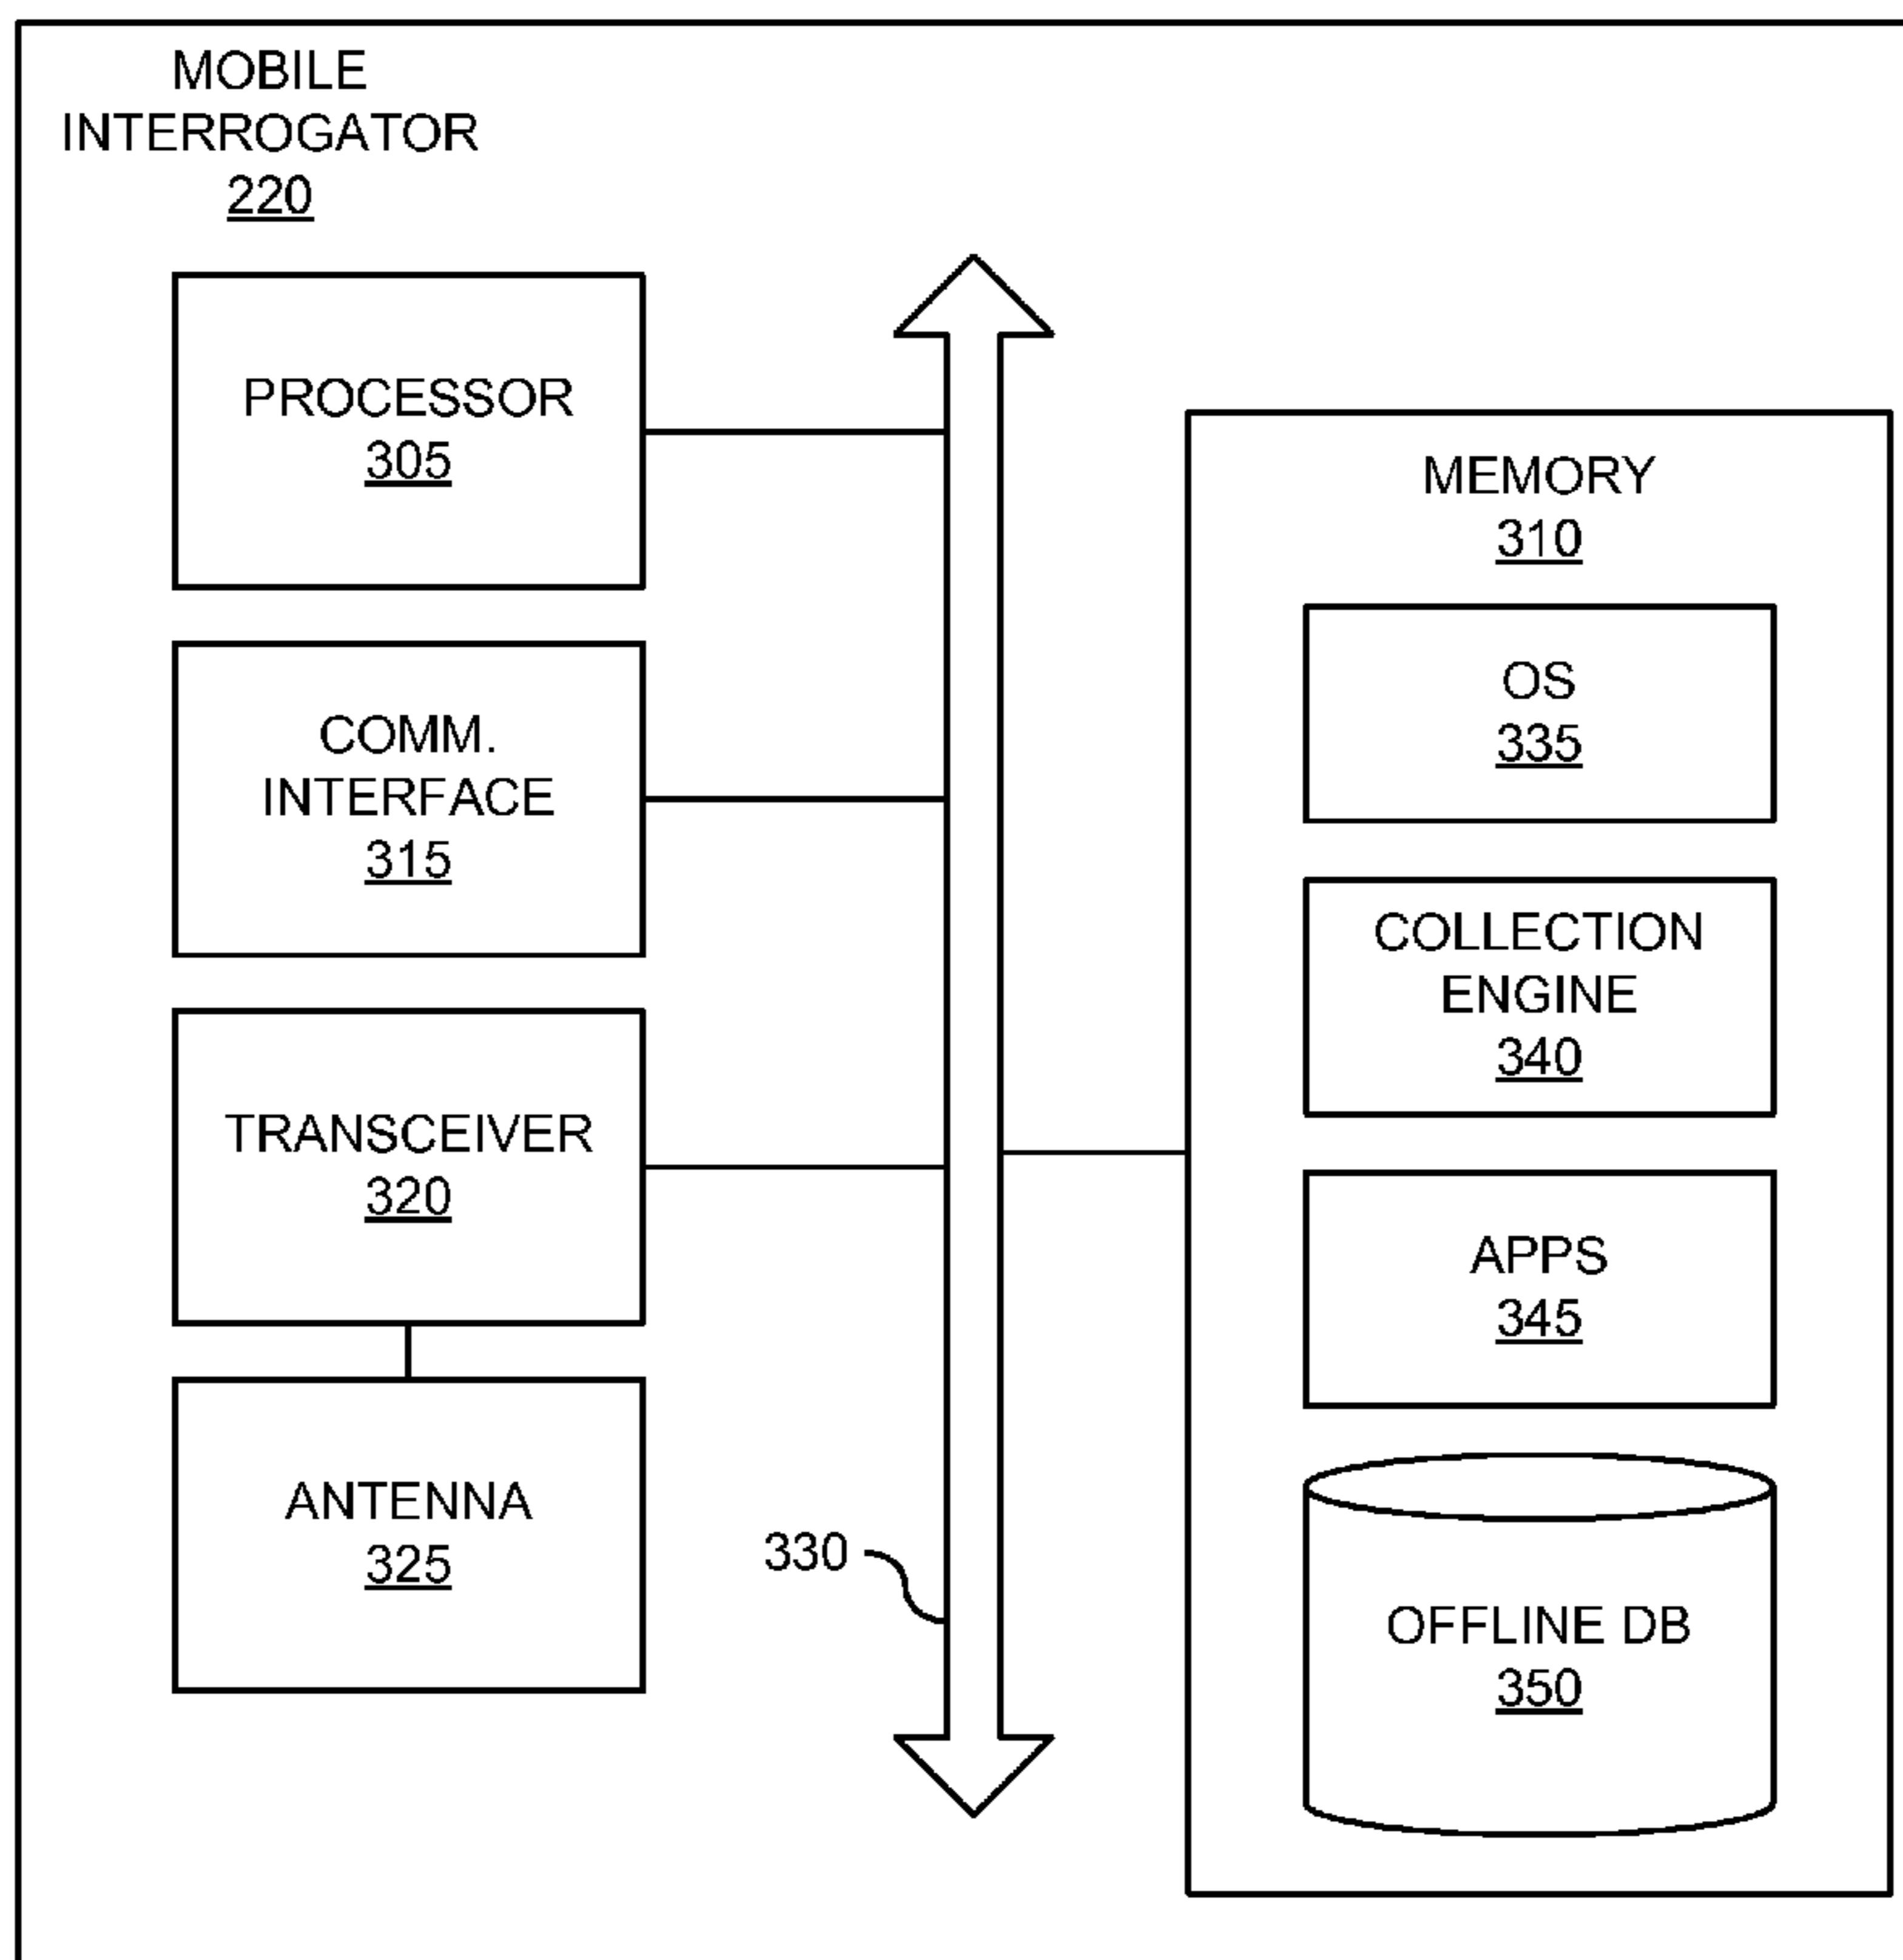 MOBILE
INTERROGATOR
220
PROCESSOR
305
COMM.
INTERFACE
315
TRANSCEIVER
320
ANTENNA
325
330
MEMORY
310
OS
335
COLLECTION
ENGINE
340
APPS
345
OFFLINE DB
350